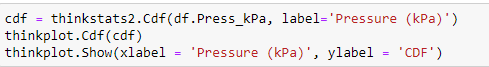 cdf = thinkstats2.Cdf(df.Press_kPa, label='Pressure (kPa)')
thinkplot.Cdf(cdf)
thinkplot.Show(xlabel = 'Pressure (kPa)', ylabel = 'CDF')